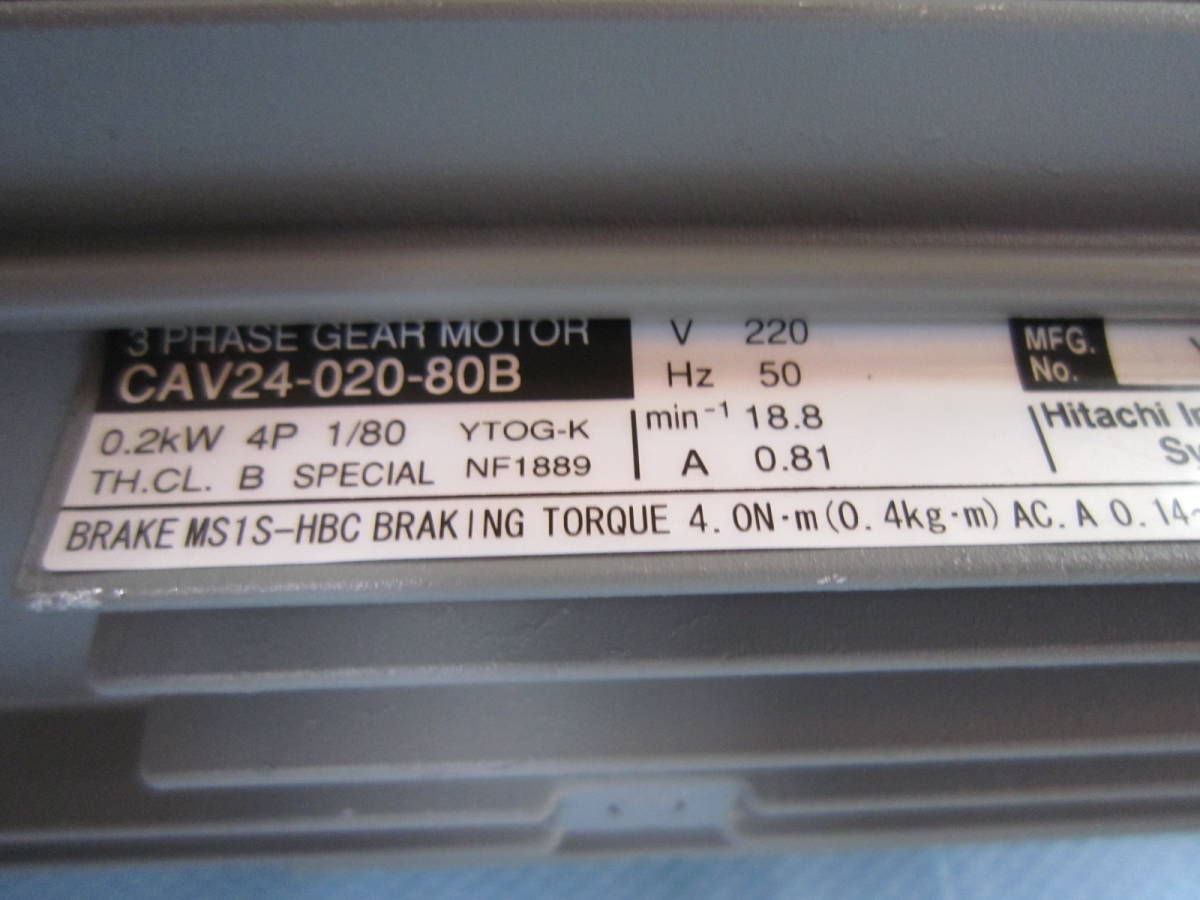 3 PHASE GEAR MOTOR
CAV24-020-80B
0.2kW 4P 1/80 YTOG-K
TH.CL. B SPECIAL NF1889
V 220
Hz 50
min⁻¹ 18.8
A 0.81
MFG.
No.
Hitachi
BRAKE MS1S-HBC BRAKING TORQUE 4.0N·m(0.4kg·m) AC.A 0.14~